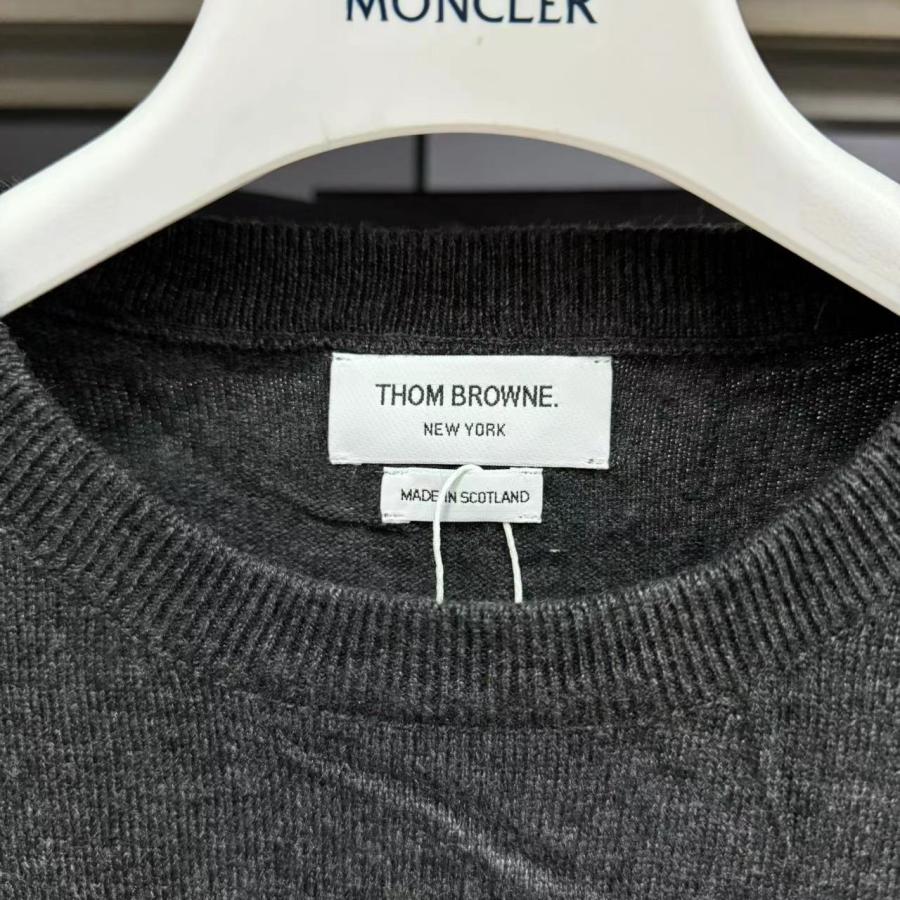 MONCLER
THOM BROWNE.
NEW YORK
MADE IN SCOTLAND